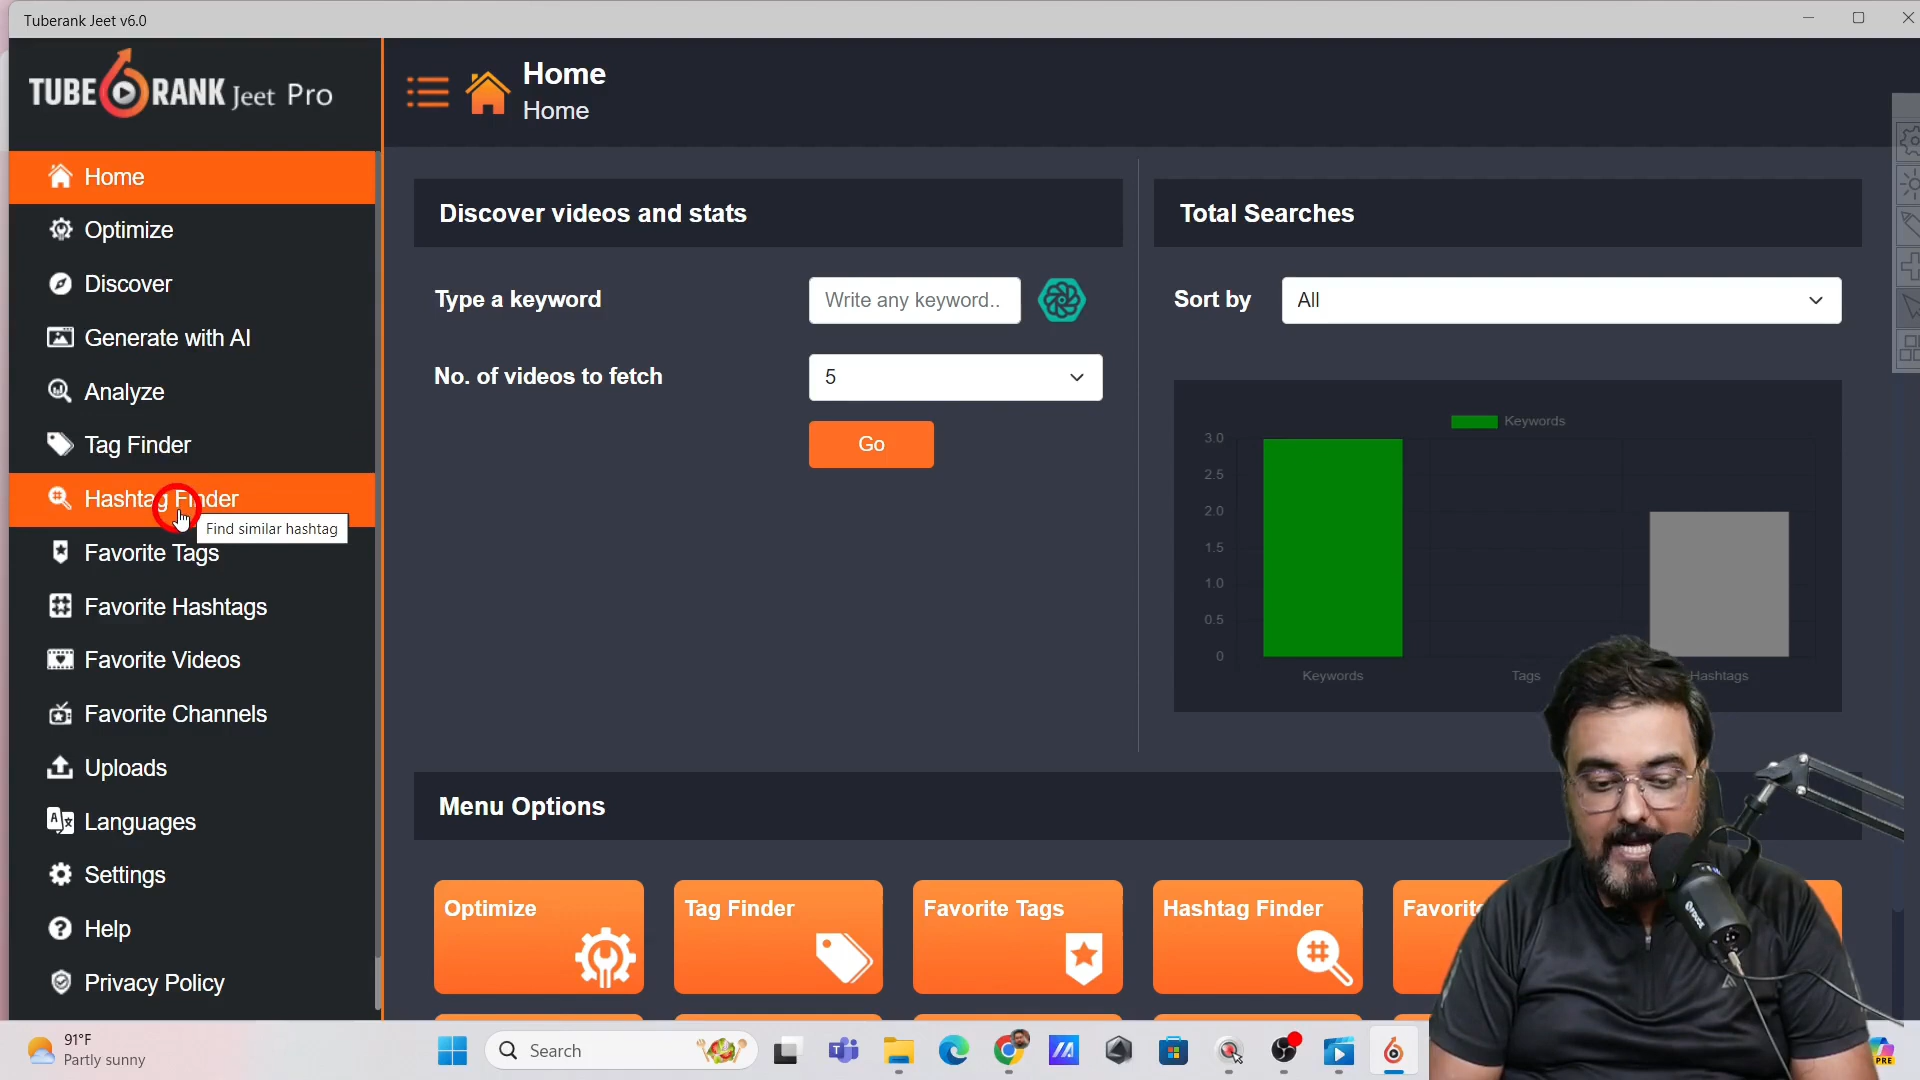 Tuberank Jeet v6.0
TUBE RANK Jeet Pro
Home
Home
Home
Optimize
Discover
Generate with AI
Analyze
Tag Finder
Hashtag Finder
Find similar hashtag
Favorite Tags
Favorite Hashtags
Favorite Videos
Favorite Channels
Uploads
Languages
Settings
Help
Privacy Policy
Discover videos and stats
Type a keyword
Write any keyword..
No. of videos to fetch
5
Go
Total Searches
Sort by
All
Keywords
3.0
2.5
2.0
1.5
1.0
0.5
0
Keywords
Tags
Hashtags
Menu Options
Optimize
Tag Finder
Favorite Tags
Hashtag Finder
91°F
Partly sunny
Search
PRE